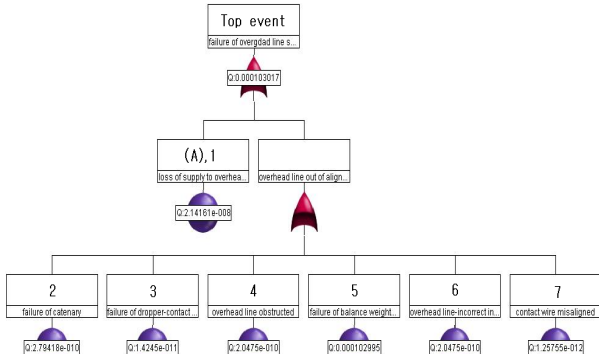 Top event
failure of overgdad line s...
Q:0.000103017
(A),1
loss of supply to overhea...
overhead line out of align...
Q:2.14161e-008
2
3
4
5
6
7
failure of catenary
failure of dropper-contact ...
overhead line obstructed
failure of balance weight...
overhead line-incorrect in...
contact wire misaligned
Q:2.79418e-010
Q:1.4245e-011
Q:2.0475e-010
Q:0.000102995
Q:2.0475e-010
Q:1.25755e-012